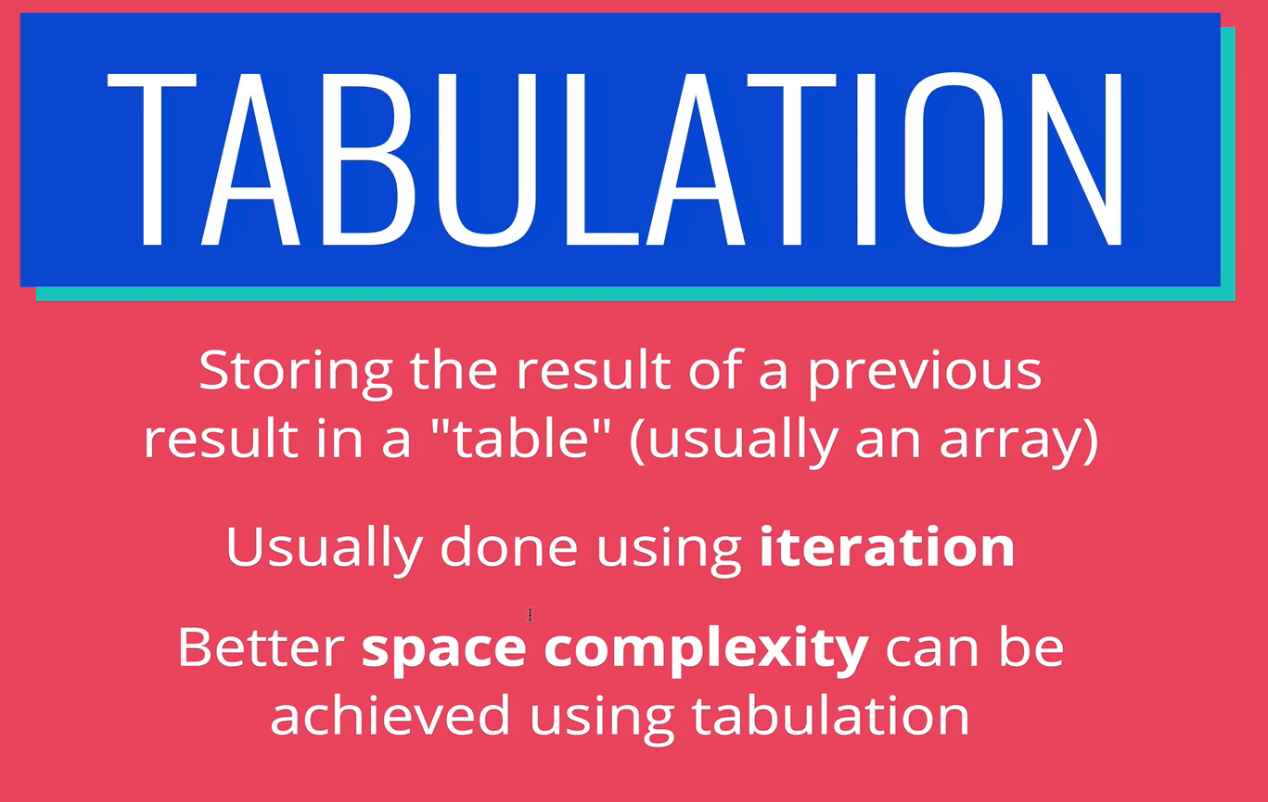 TABULATION
Storing the result of a previous
result in a "table" (usually an array)
Usually done using iteration
Better space complexity can be
achieved using tabulation